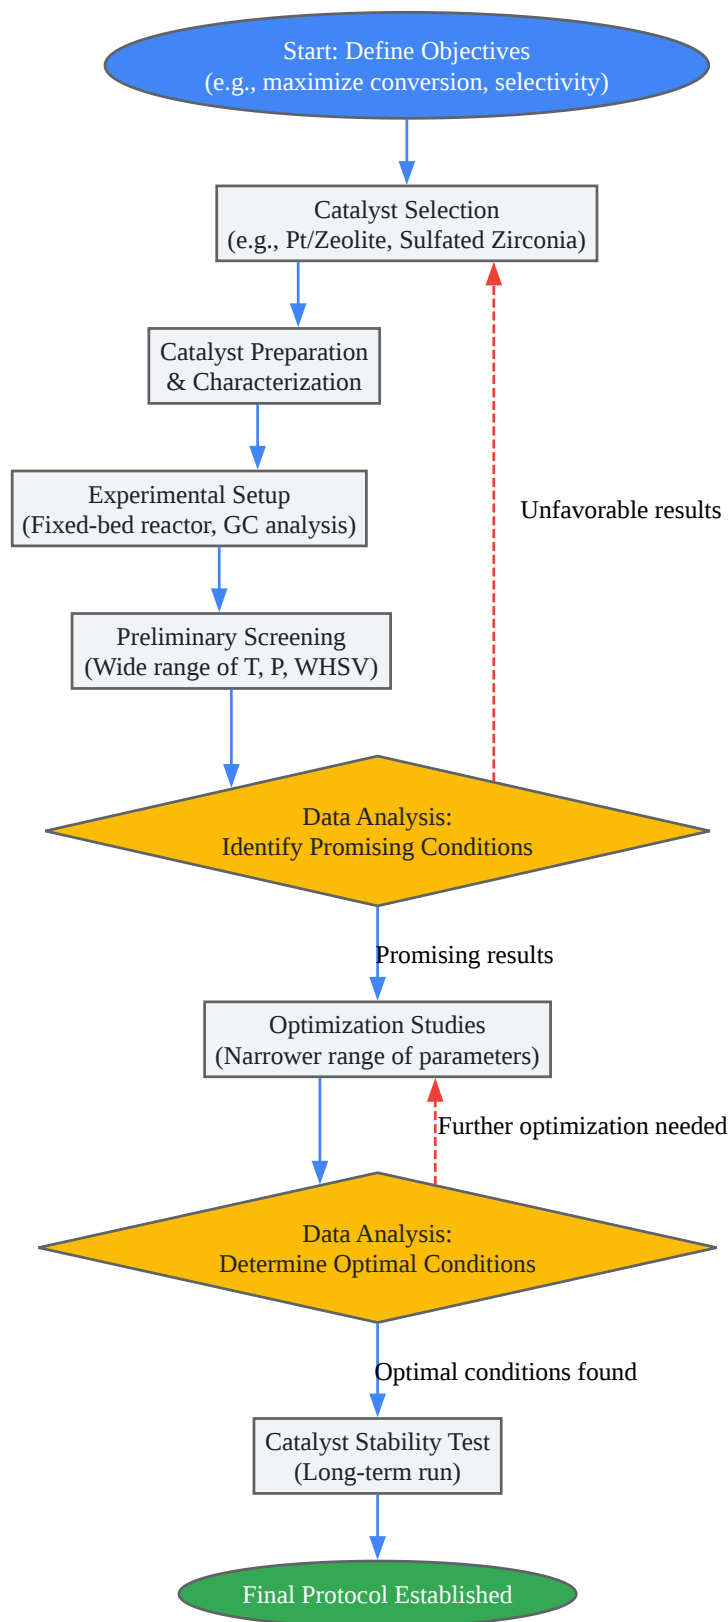 Start: Define Objectives
(e.g., maximize conversion, selectivity)
Catalyst Selection
(e.g., Pt/Zeolite, Sulfated Zirconia)
Catalyst Preparation
& Characterization
Experimental Setup
(Fixed-bed reactor, GC analysis)
Unfavorable results
Preliminary Screening
(Wide range of T, P, WHSV)
Data Analysis:
Identify Promising Conditions
Promising results
Optimization Studies
(Narrower range of parameters)
Further optimization needed
Data Analysis:
Determine Optimal Conditions
Optimal conditions found
Catalyst Stability Test
(Long-term run)
Final Protocol Established